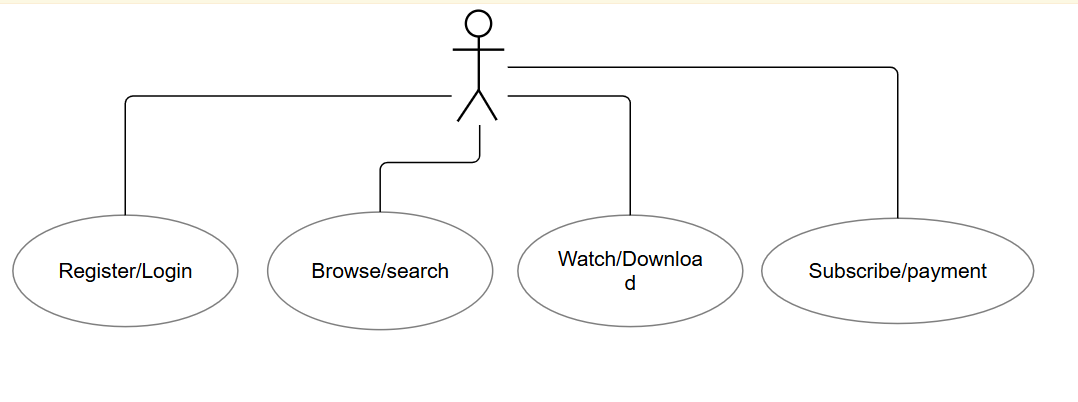 Register/Login
Browse/search
Watch/Downloa
d
Subscribe/payment